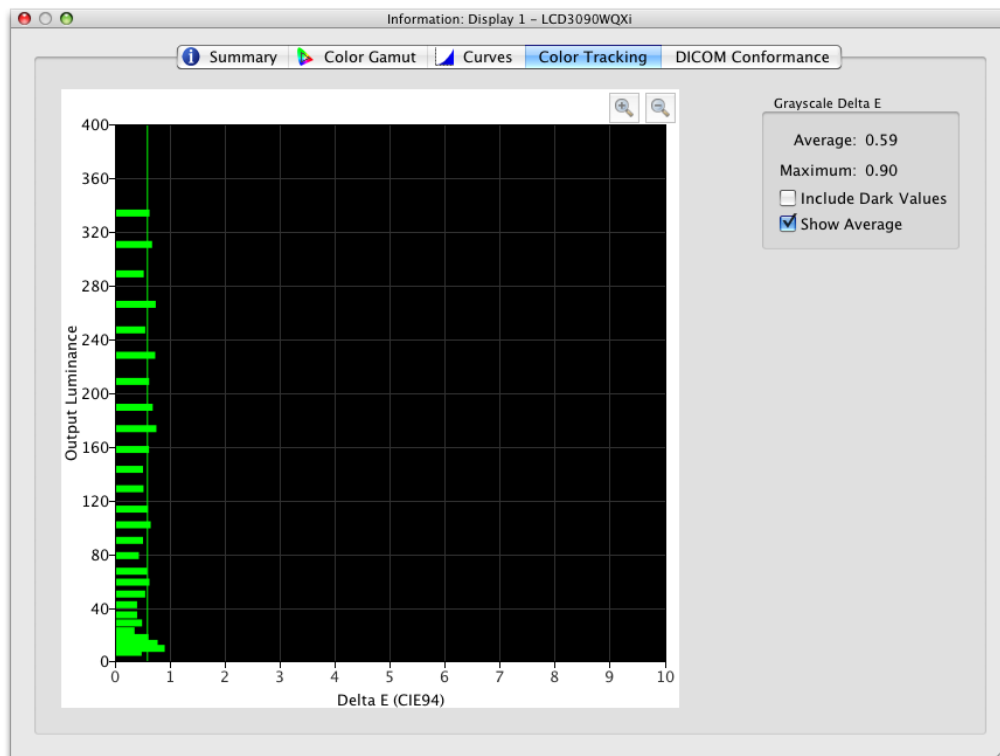 Information: Display 1 – LCD3090WQXi
Summary
Color Gamut
Curves
Color Tracking
DICOM Conformance
400
360
320
280
240
200
160
120
80
40
0
Output Luminance
0 1 2 3 4 5 6 7 8 9 10
Delta E (CIE94)
Grayscale Delta E
Average: 0.59
Maximum: 0.90
Include Dark Values
Show Average